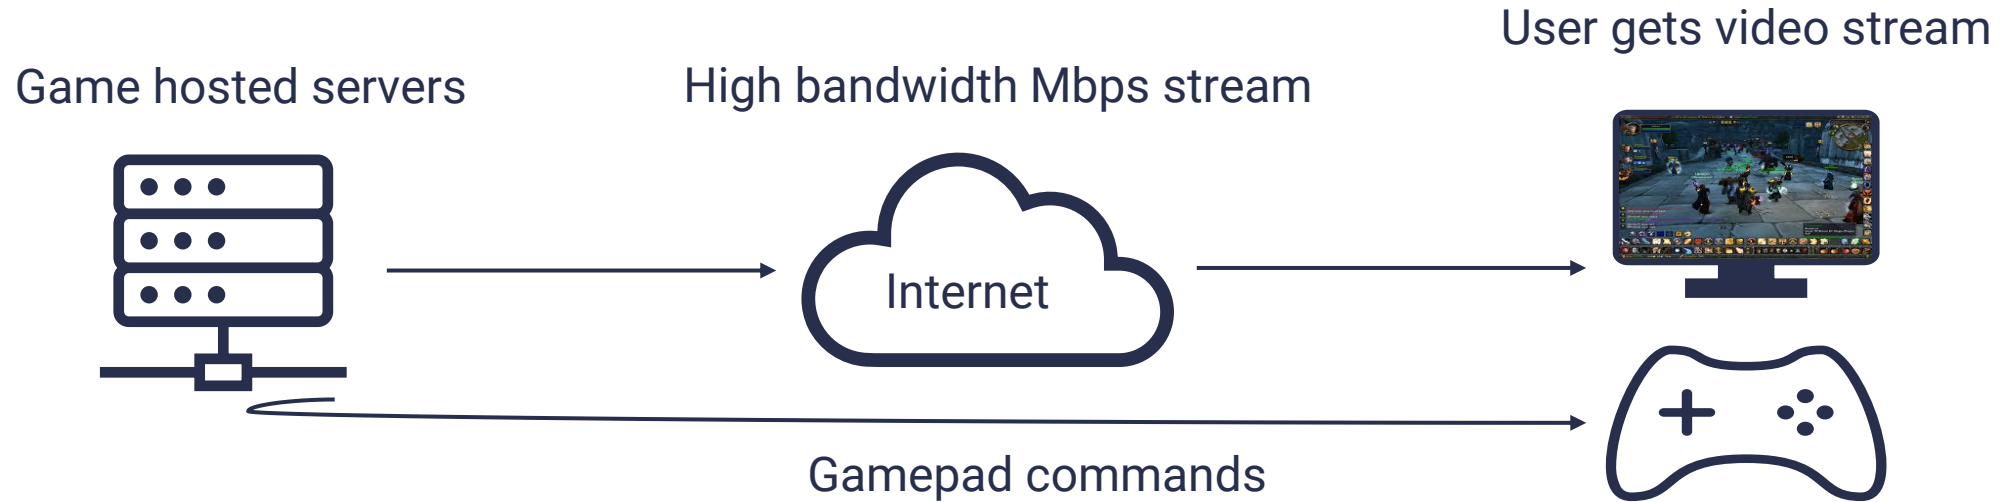 User gets video stream
Game hosted servers
High bandwidth Mbps stream
Internet
Gamepad commands